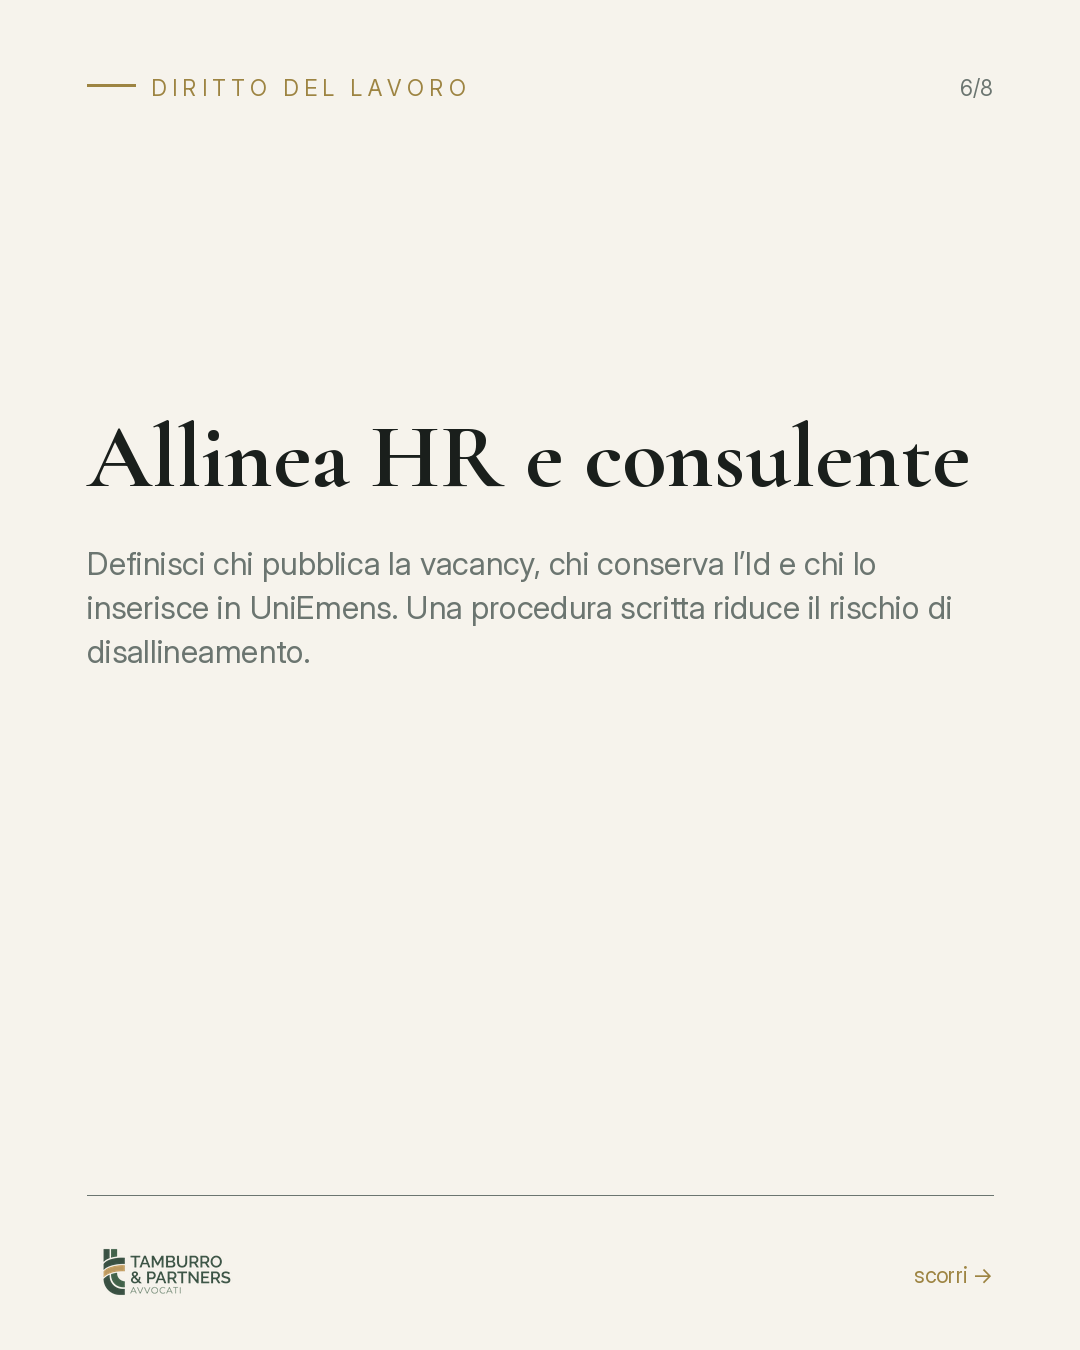 DIRITTO DEL LAVORO
6/8
Allinea HR e consulente
Definisci chi pubblica la vacancy, chi conserva l’Id e chi lo
inserisce in UniEmens. Una procedura scritta riduce il rischio di
disallineamento.
TAMBURRO
& PARTNERS
AVVOCATI
scorri →